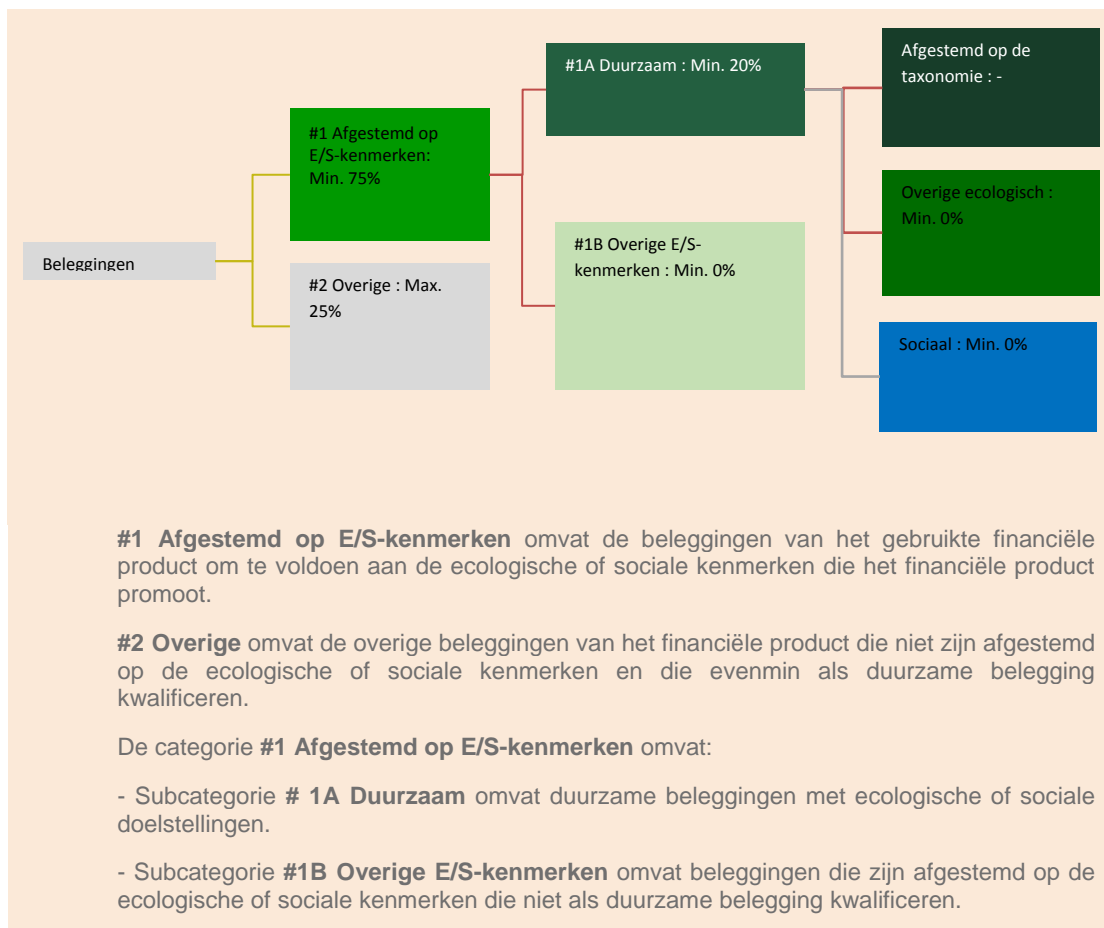 Beleggingen
#1 Afgestemd op
E/S-kenmerken:
Min. 75%
#2 Overige : Max.
25%
#1A Duurzaam : Min. 20%
#1B Overige E/S-
kenmerken : Min. 0%
Afgestemd op de
taxonomie : -
Overige ecologisch :
Min. 0%
Sociaal : Min. 0%
#1 Afgestemd op E/S-kenmerken omvat de beleggingen van het gebruikte financiële
product om te voldoen aan de ecologische of sociale kenmerken die het financiële product
promoot.
#2 Overige omvat de overige beleggingen van het financiële product die niet zijn afgestemd
op de ecologische of sociale kenmerken en die evenmin als duurzame belegging
kwalificeren.
De categorie #1 Afgestemd op E/S-kenmerken omvat:
- Subcategorie # 1A Duurzaam omvat duurzame beleggingen met ecologische of sociale
doelstellingen.
- Subcategorie #1B Overige E/S-kenmerken omvat beleggingen die zijn afgestemd op de
ecologische of sociale kenmerken die niet als duurzame belegging kwalificeren.